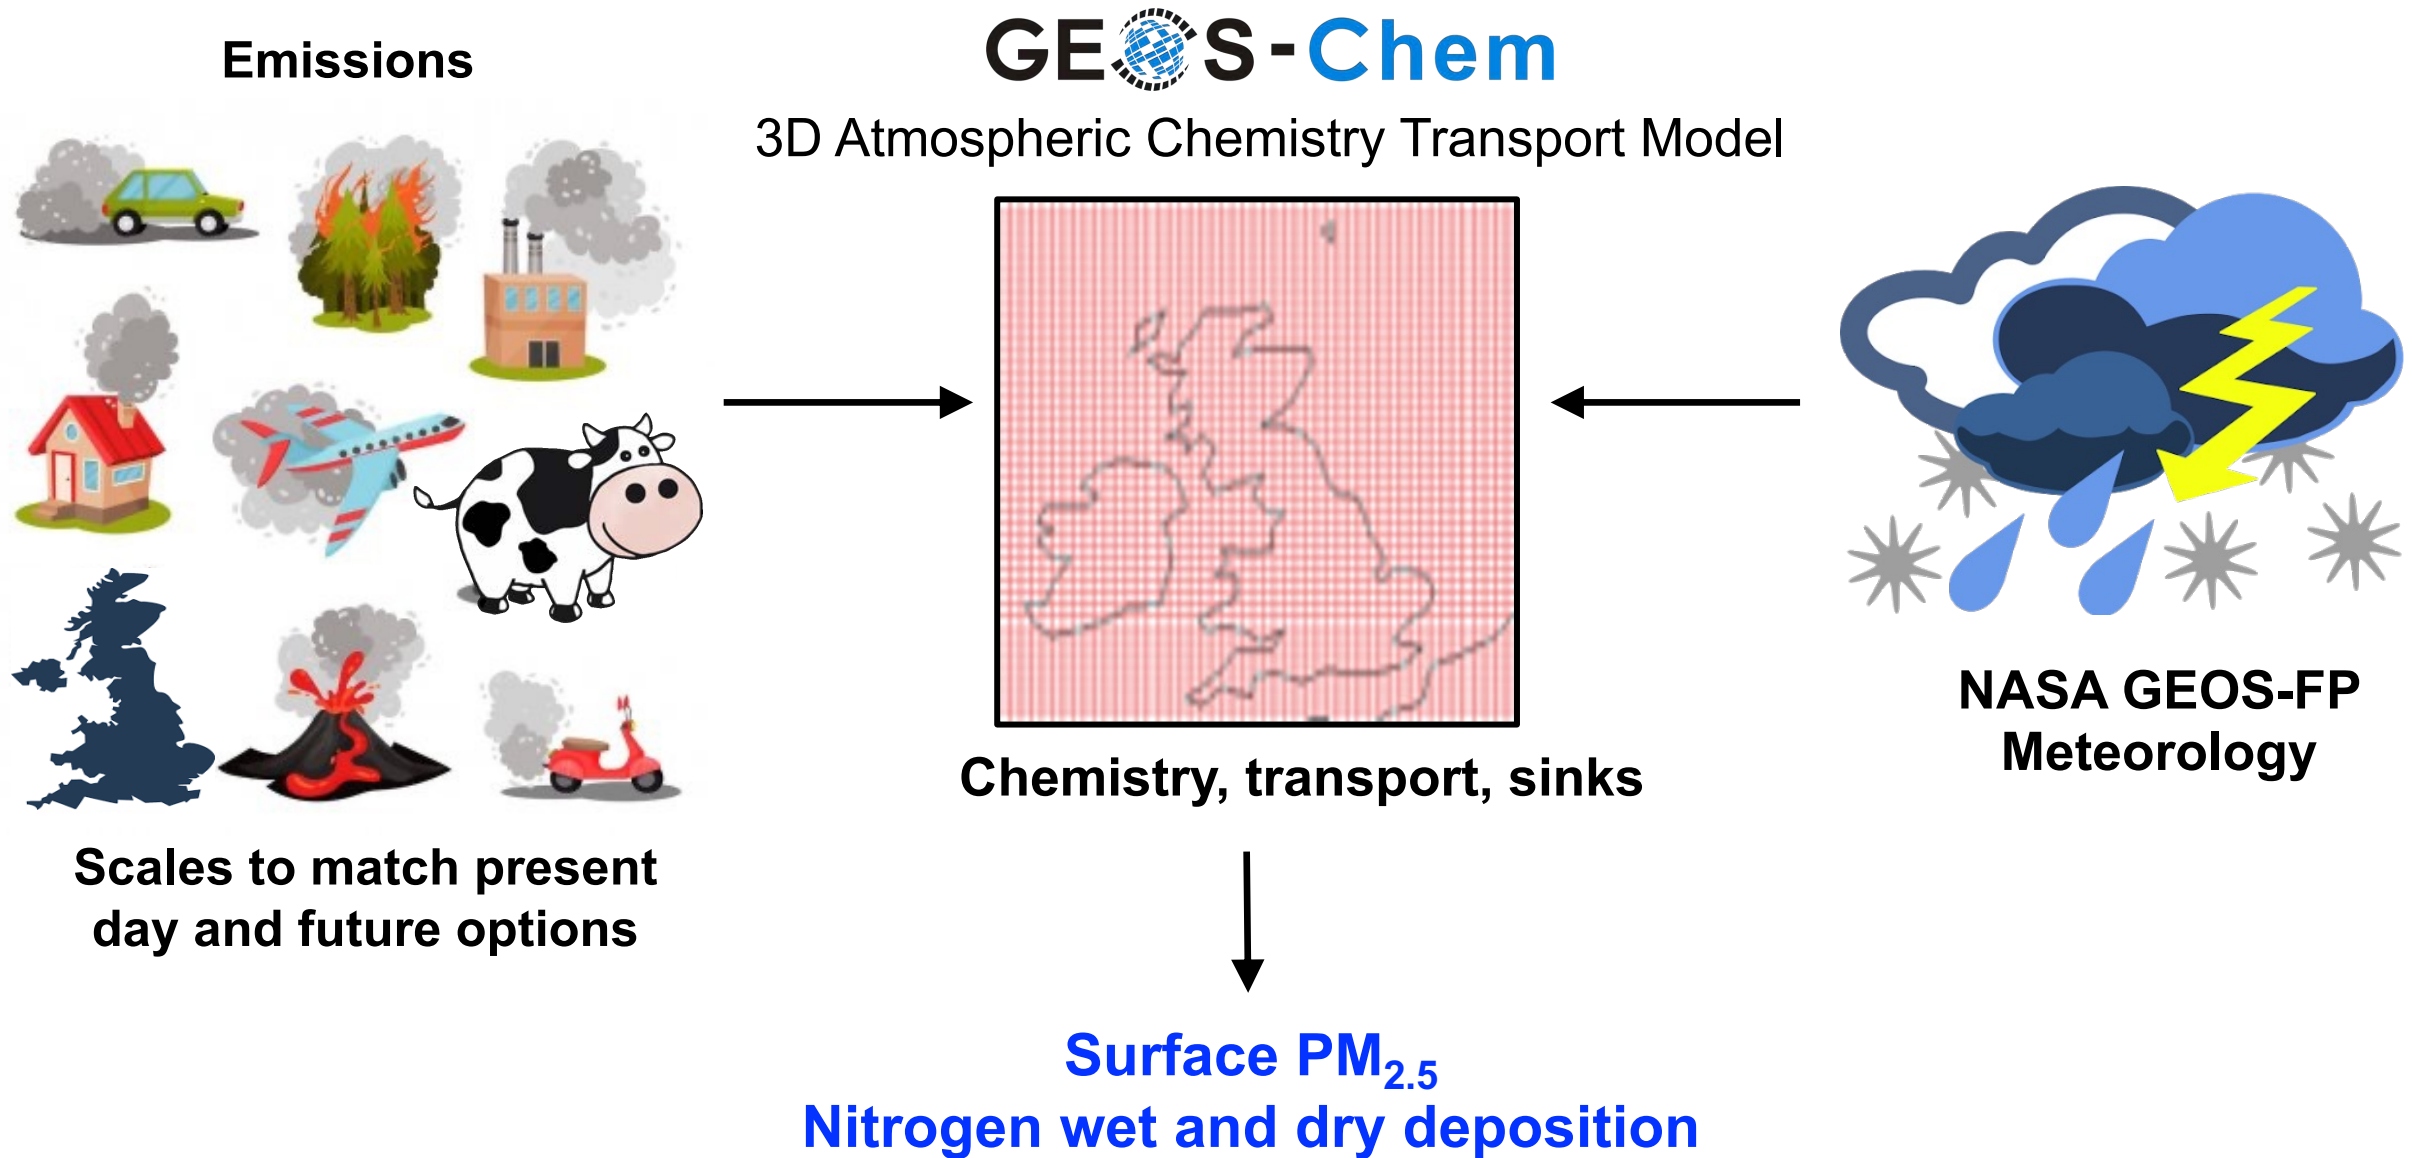 Emissions
GEOS-Chem
3D Atmospheric Chemistry Transport Model
Chemistry, transport, sinks
NASA GEOS-FP
Meteorology
Scales to match present
day and future options
Surface PM2.5
Nitrogen wet and dry deposition